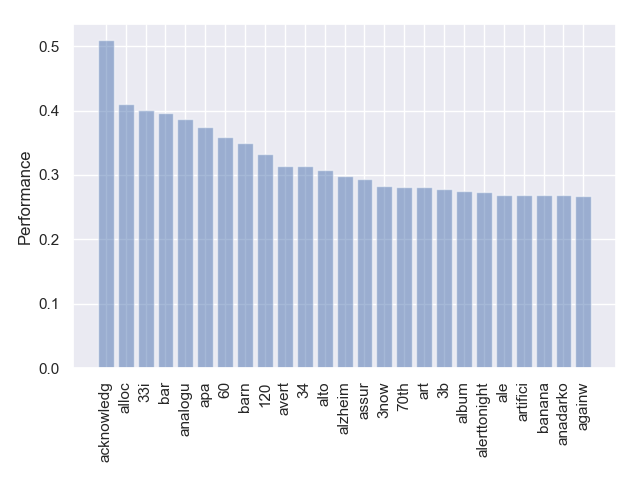 Performance
0.5
0.4
0.3
0.2
0.1
0.0
acknowledg
alloc
33i
bar
analogu
apa
60
barn
120
avert
34
alto
alzheim
assur
3now
70th
art
3b
album
alerttonight
ale
artifici
banana
anadarko
againw